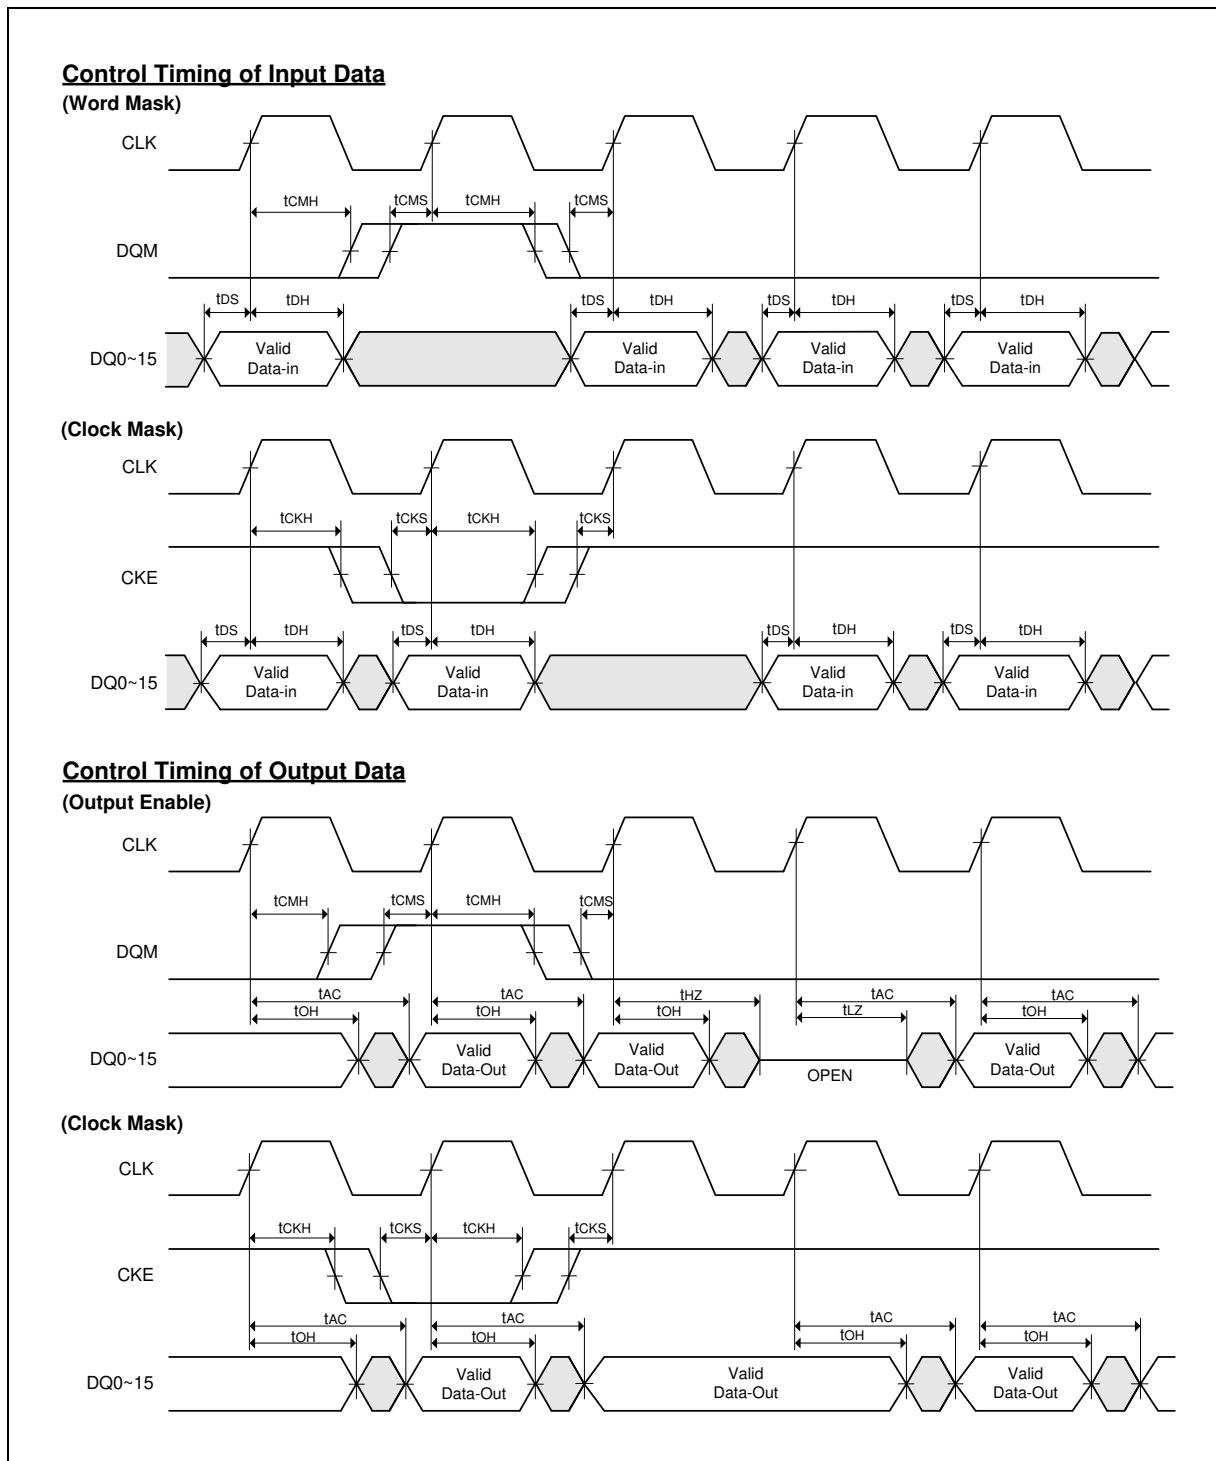 Control Timing of Input Data
(Word Mask)
CLK
tCMH tCMS tCMH tCMS
DQM
tDS tDH tDS tDH tDS tDH tDS tDH
DQ0~15
Valid Data-in
Valid Data-in
Valid Data-in
Valid Data-in
(Clock Mask)
CLK
tCKH tCKS tCKH tCKS
CKE
tDS tDH tDS tDH tDS tDH tDS tDH
DQ0~15
Valid Data-in
Valid Data-in
Valid Data-in
Valid Data-in
Control Timing of Output Data
(Output Enable)
CLK
tCMH tCMS tCMH tCMS
DQM
tAC tAC tHZ tAC tAC
tOH tOH tOH tLZ tOH
DQ0~15
Valid Data-Out
Valid Data-Out
OPEN
Valid Data-Out
(Clock Mask)
CLK
tCKH tCKS tCKH tCKS
CKE
tAC tAC tAC tAC
tOH tOH tOH tOH
DQ0~15
Valid Data-Out
Valid Data-Out
Valid Data-Out